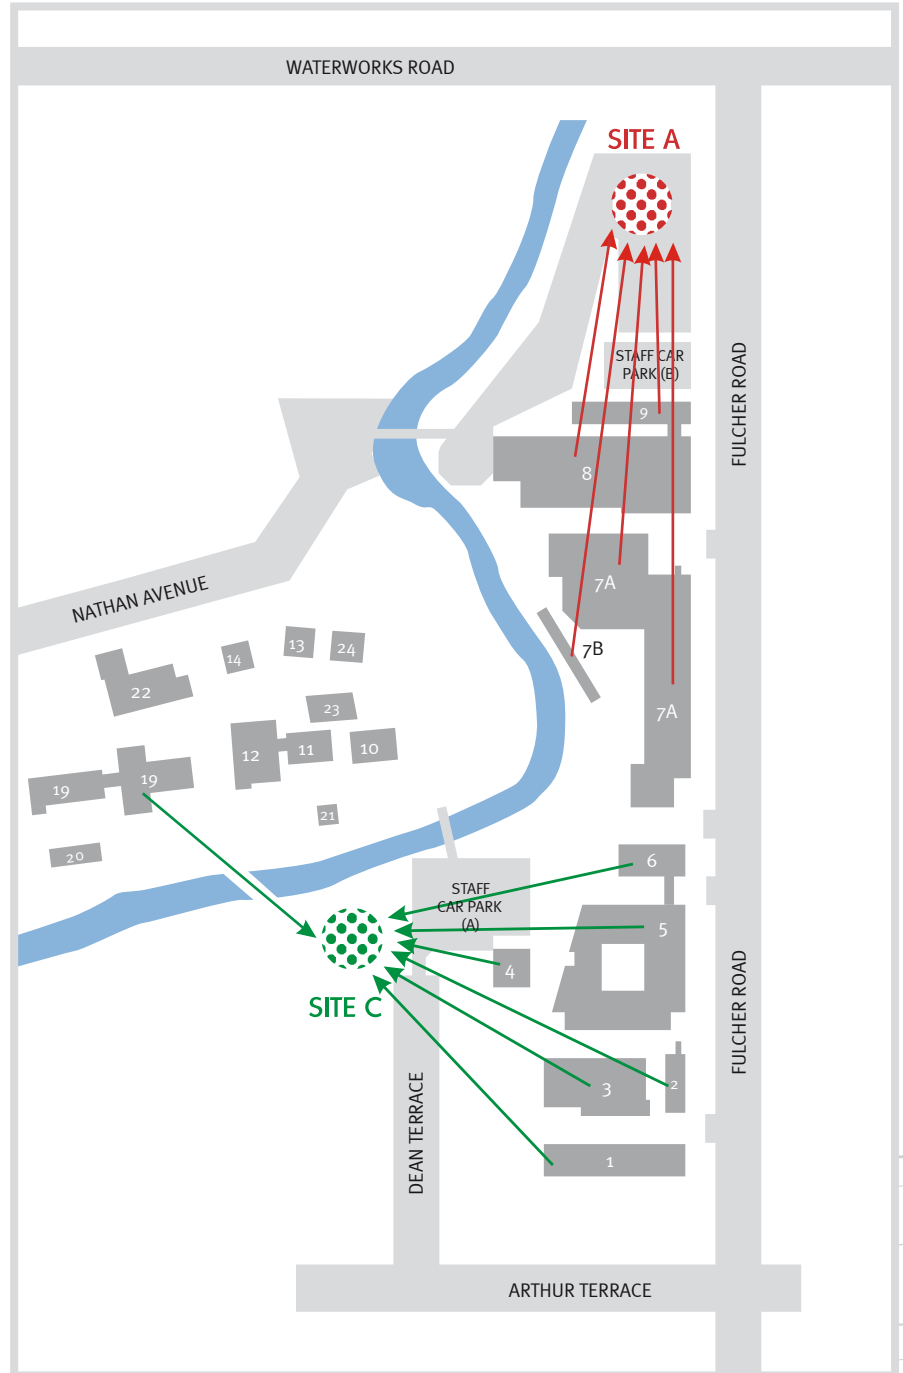 WATERWORKS ROAD
SITE A
STAFF CAR
PARK (B)
FULCHER ROAD
9
8
7A
NATHAN AVENUE
7B
13
24
14
22
23
7A
12
11
10
19
19
21
20
6
STAFF
CAR PARK
(A)
5
4
SITE C
FULCHER ROAD
3
2
DEAN TERRACE
1
ARTHUR TERRACE